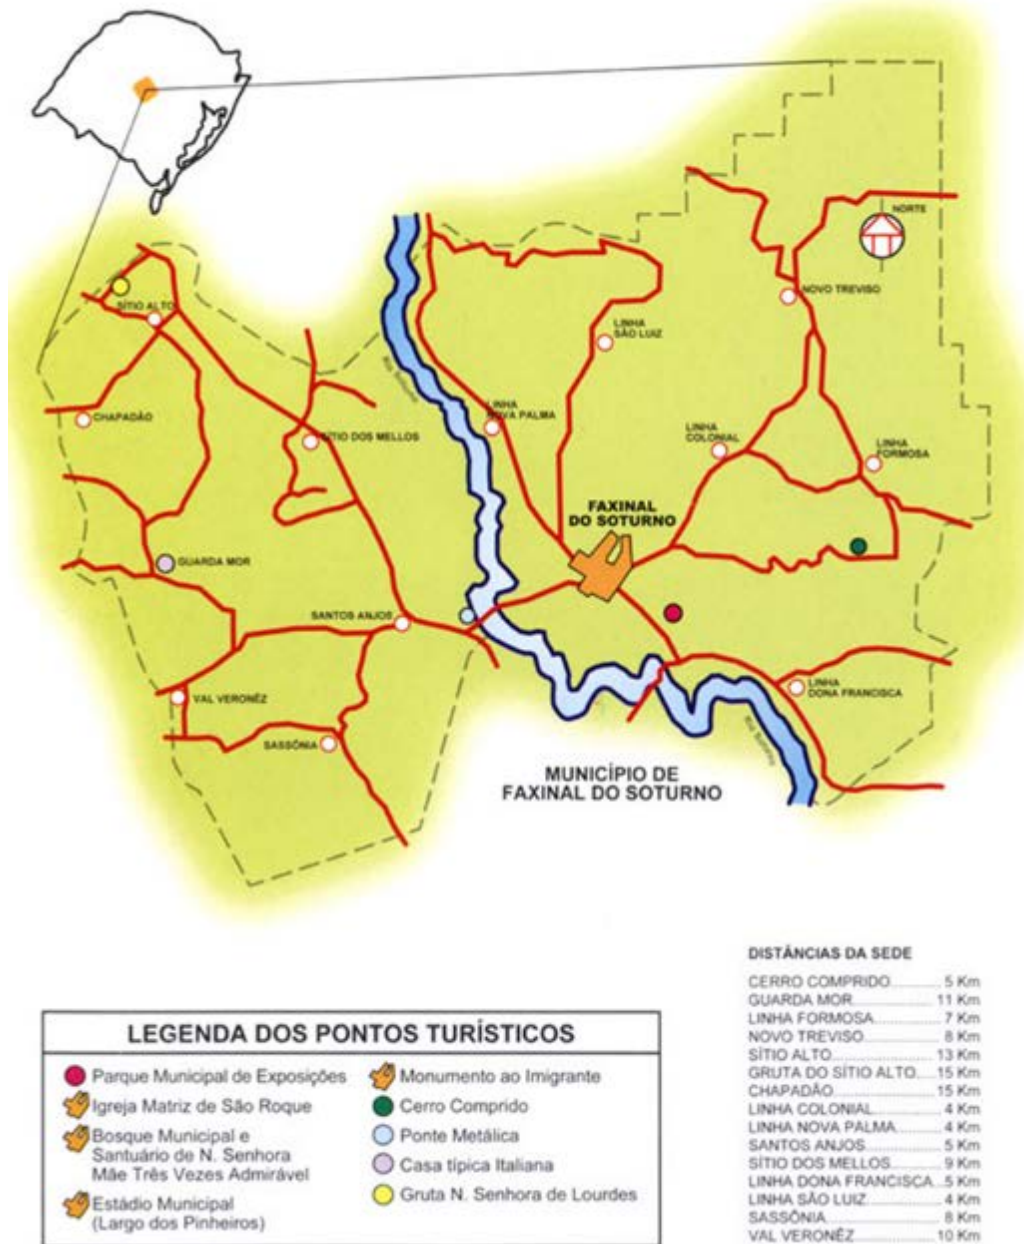 NORTE
NOVO TREVISO
SÍTIO ALTO
LINHA
SÃO LUIZ
Rio Soturno
CHAPADÃO
LINHA
NOVA PALMA
SÍTIO DOS MELLOS
LINHA
COLONIAL
LINHA
FORMOSA
FAXINAL
DO SOTURNO
GUARDA MOR
SANTOS ANJOS
VAL VERONÊZ
LINHA
DONA FRANCISCA
SASSÔNIA
Rio Soturno
MUNICÍPIO DE
FAXINAL DO SOTURNO
LEGENDA DOS PONTOS TURÍSTICOS
Parque Municipal de Exposições
Igreja Matriz de São Roque
Bosque Municipal e
Santuário de N. Senhora
Mãe Três Vezes Admirável
Estádio Municipal
(Largo dos Pinheiros)
Monumento ao Imigrante
Cerro Comprido
Ponte Metálica
Casa típica Italiana
Gruta N. Senhora de Lourdes
DISTÂNCIAS DA SEDE
CERRO COMPRIDO 5 Km
GUARDA MOR 11 Km
LINHA FORMOSA 7 Km
NOVO TREVISO 8 Km
SÍTIO ALTO 13 Km
GRUTA DO SÍTIO ALTO 15 Km
CHAPADÃO 15 Km
LINHA COLONIAL 4 Km
LINHA NOVA PALMA 4 Km
SANTOS ANJOS 5 Km
SÍTIO DOS MELLOS 9 Km
LINHA DONA FRANCISCA 5 Km
LINHA SÃO LUIZ 4 Km
SASSÔNIA 8 Km
VAL VERONÊZ 10 Km